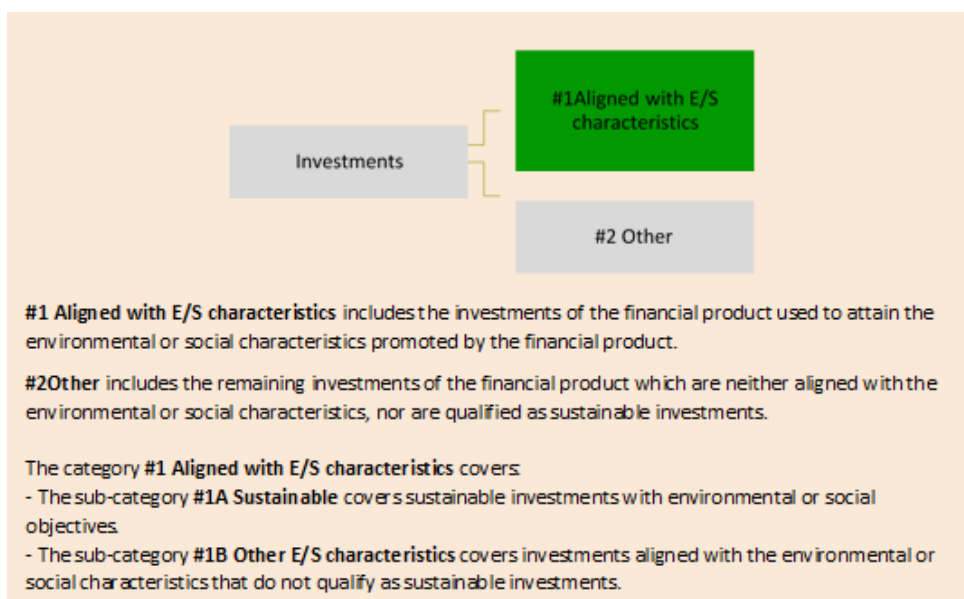 #1Aligned with E/S
characteristics
Investments
#2 Other
#1 Aligned with E/S characteristics includes the investments of the financial product used to attain the
environmental or social characteristics promoted by the financial product.
#2Other includes the remaining investments of the financial product which are neither aligned with the
environmental or social characteristics, nor are qualified as sustainable investments.
The category #1 Aligned with E/S characteristics covers:
- The sub-category #1A Sustainable covers sustainable investments with environmental or social
objectives.
- The sub-category #1B Other E/S characteristics covers investments aligned with the environmental or
social characteristics that do not qualify as sustainable investments.